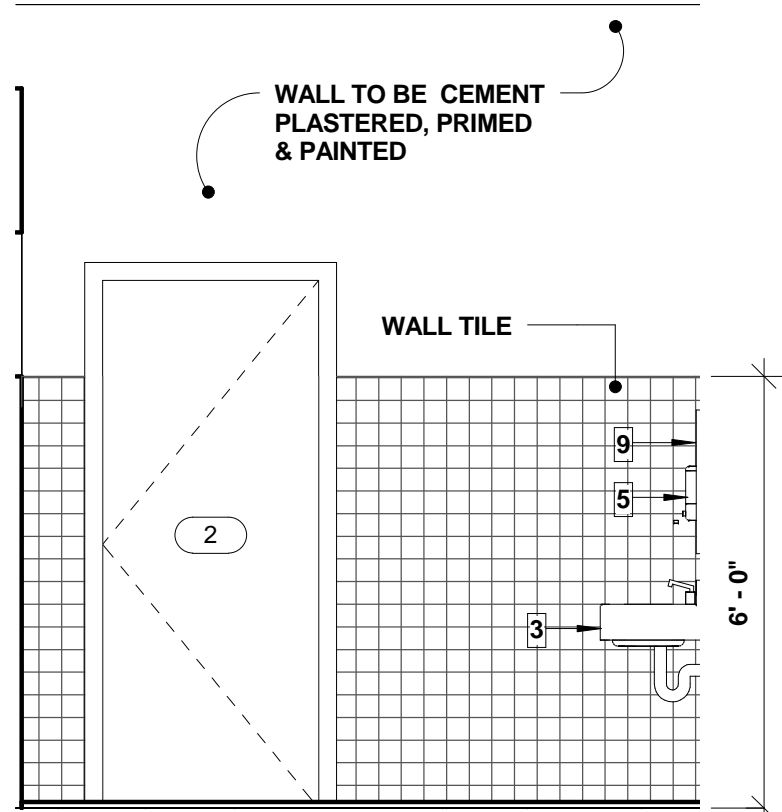 WALL TO BE CEMENT
PLASTERED, PRIMED
& PAINTED
WALL TILE
9
5
2
3
6' - 0"